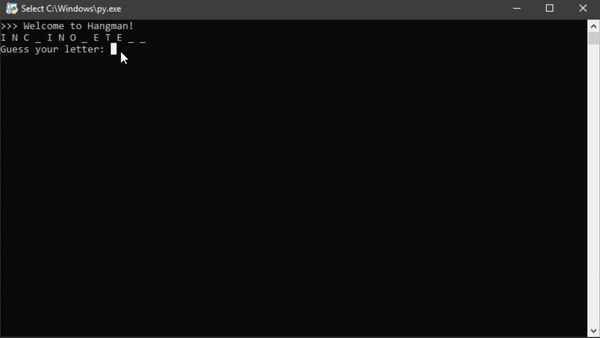 Select C:\Windows\py.exe
>>> Welcome to Hangman!
I N C _ I N O _ E T E _ _
Guess your letter: